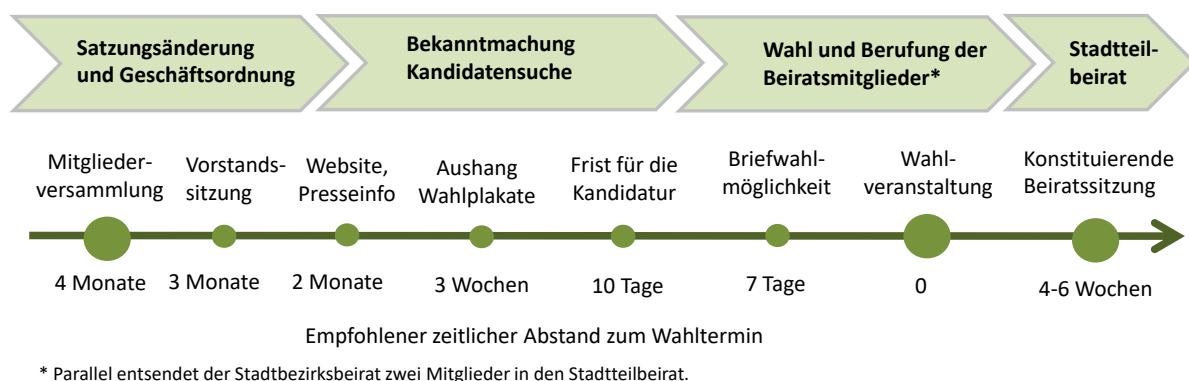 Satzungsänderung
und Geschäftsordnung
Bekanntmachung
Kandidatensuche
Wahl und Berufung der
Beiratsmitglieder*
Stadtteil-
beirat
Mitglieder-
versammlung
Vorstands-
sitzung
Website,
Presseinfo
Aushang
Wahlplakate
Frist für die
Kandidatur
Briefwahl-
möglichkeit
Wahl-
veranstaltung
Konstituierende
Beiratssitzung
4 Monate
3 Monate
2 Monate
3 Wochen
10 Tage
7 Tage
0
4-6 Wochen
Empfohlener zeitlicher Abstand zum Wahltermin
* Parallel entsendet der Stadtbezirksbeirat zwei Mitglieder in den Stadtteilbeirat.